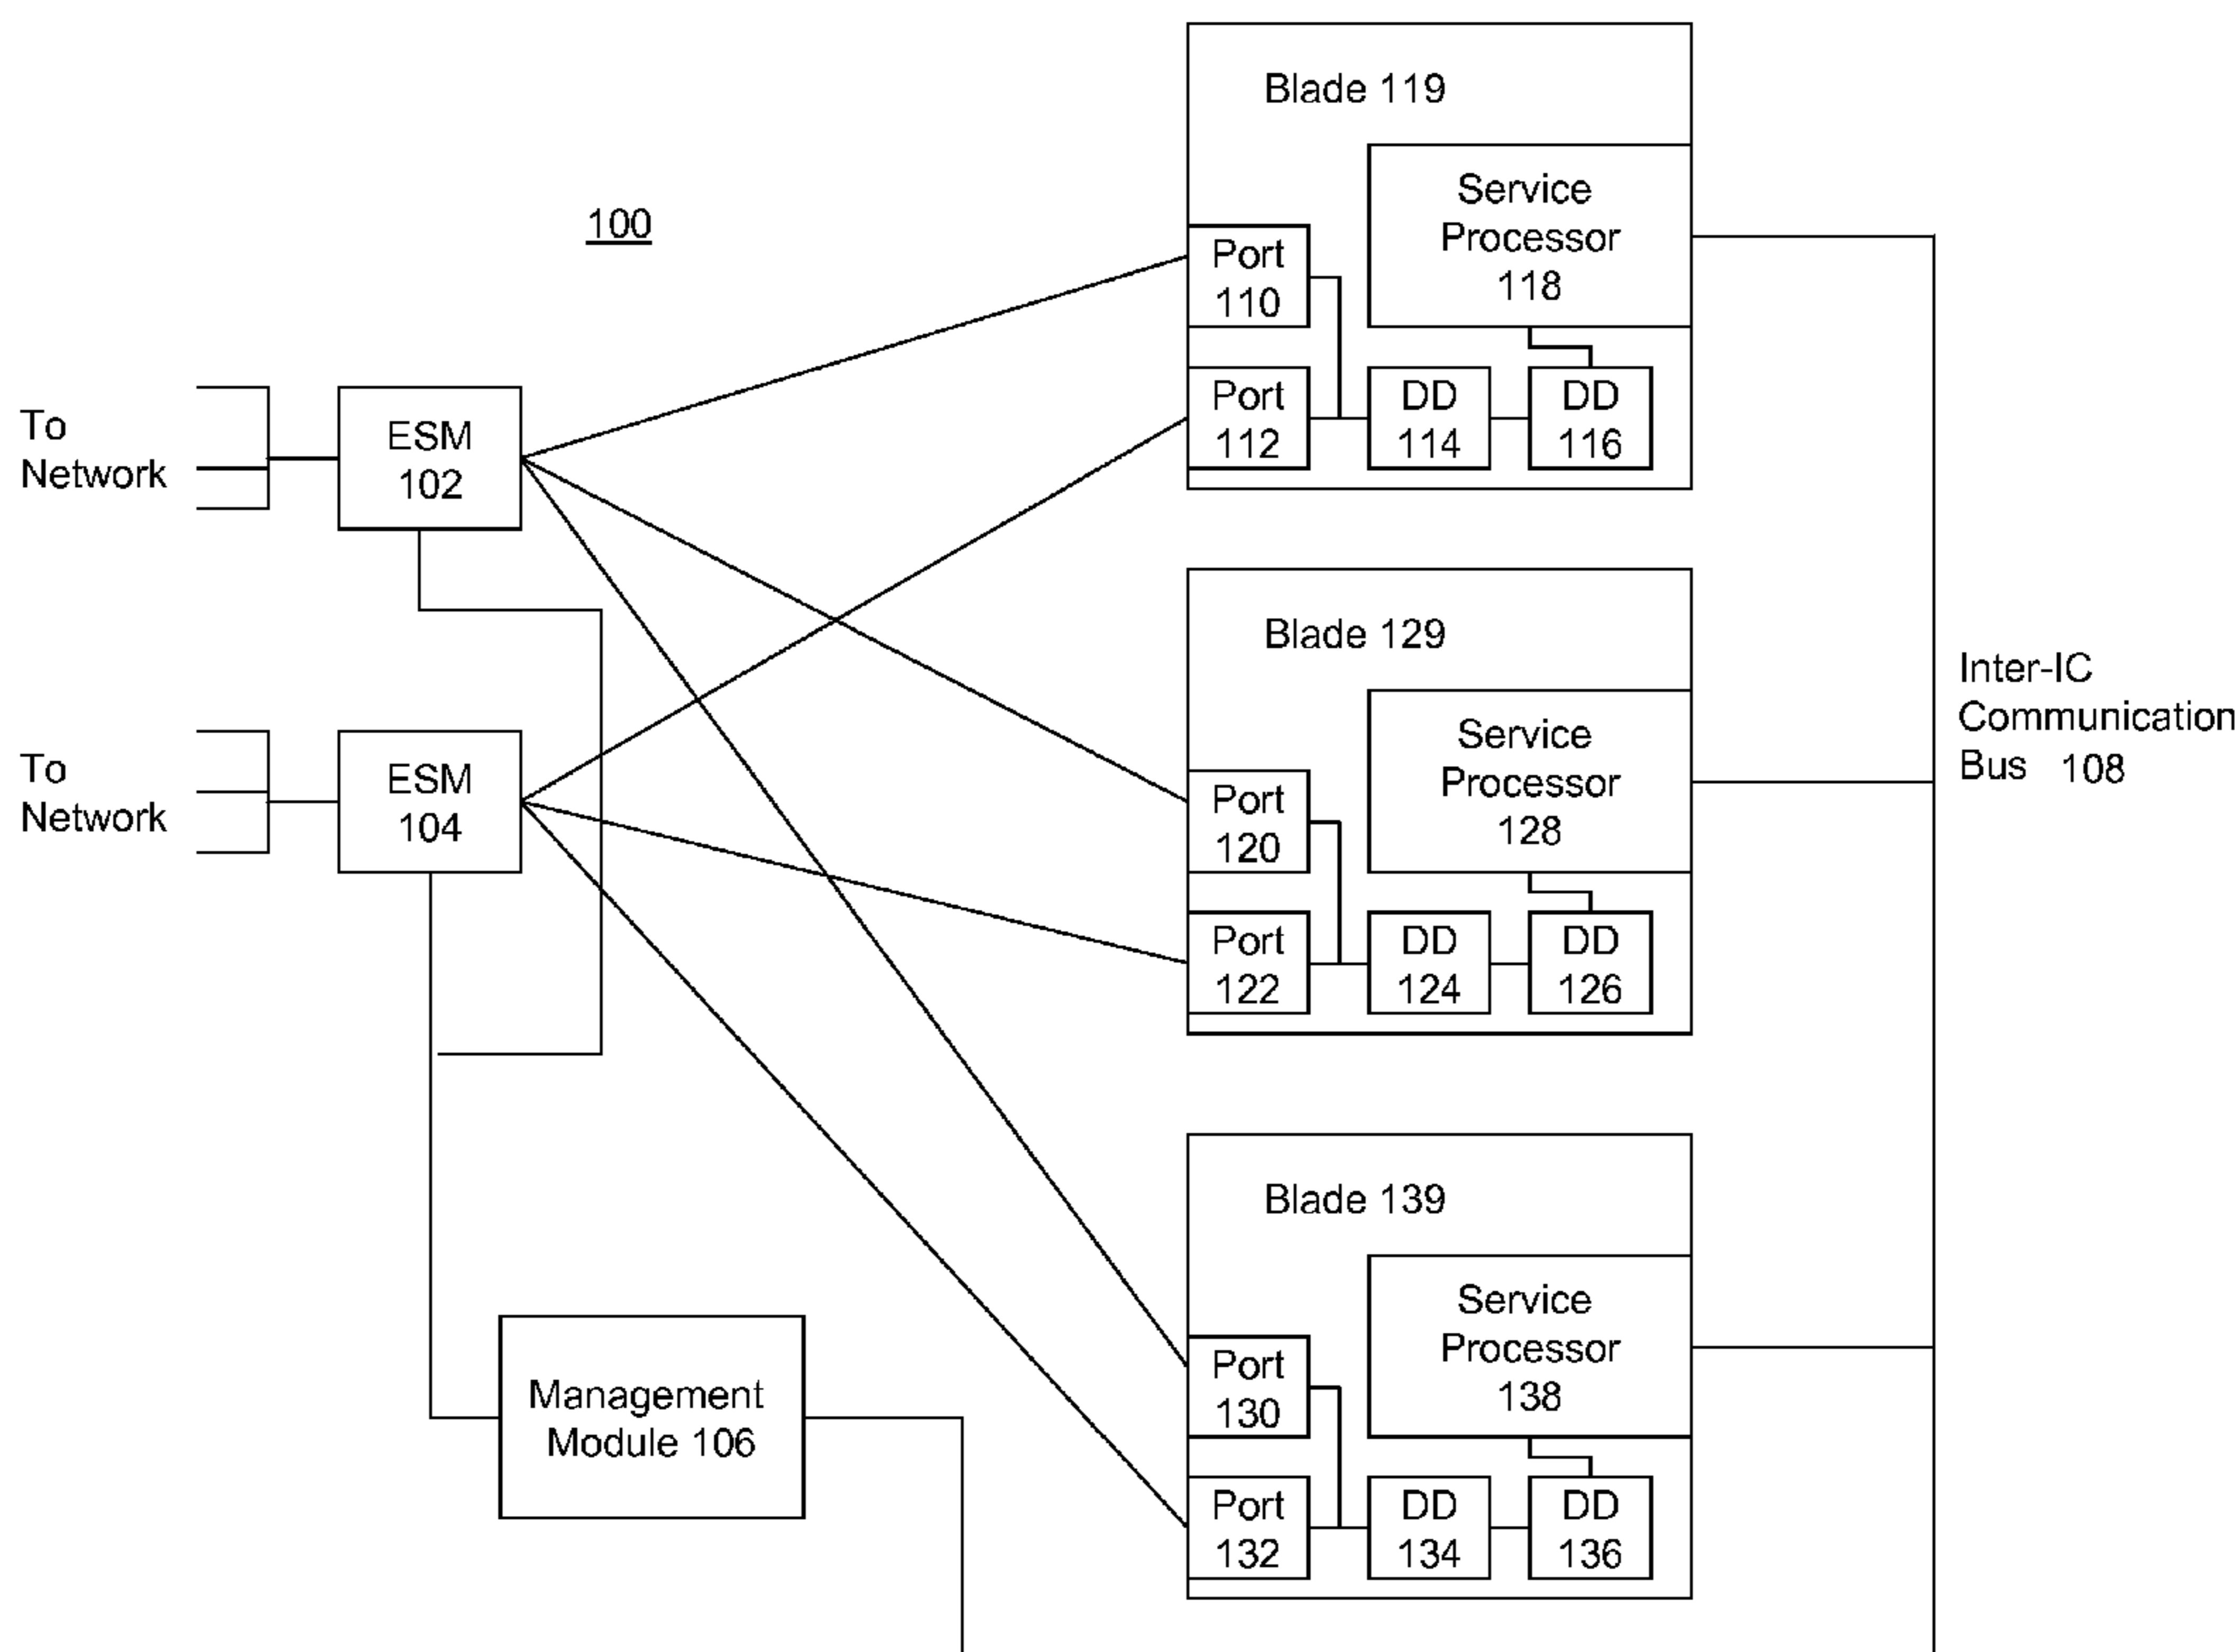 100
To
Network
ESM
102
To
Network
ESM
104
Management
Module 106
Blade 119
Service
Processor
118
Port
110
Port
112
DD
114
DD
116
Blade 129
Service
Processor
128
Port
120
Port
122
DD
124
DD
126
Blade 139
Service
Processor
138
Port
130
Port
132
DD
134
DD
136
Inter-IC
Communication
Bus 108